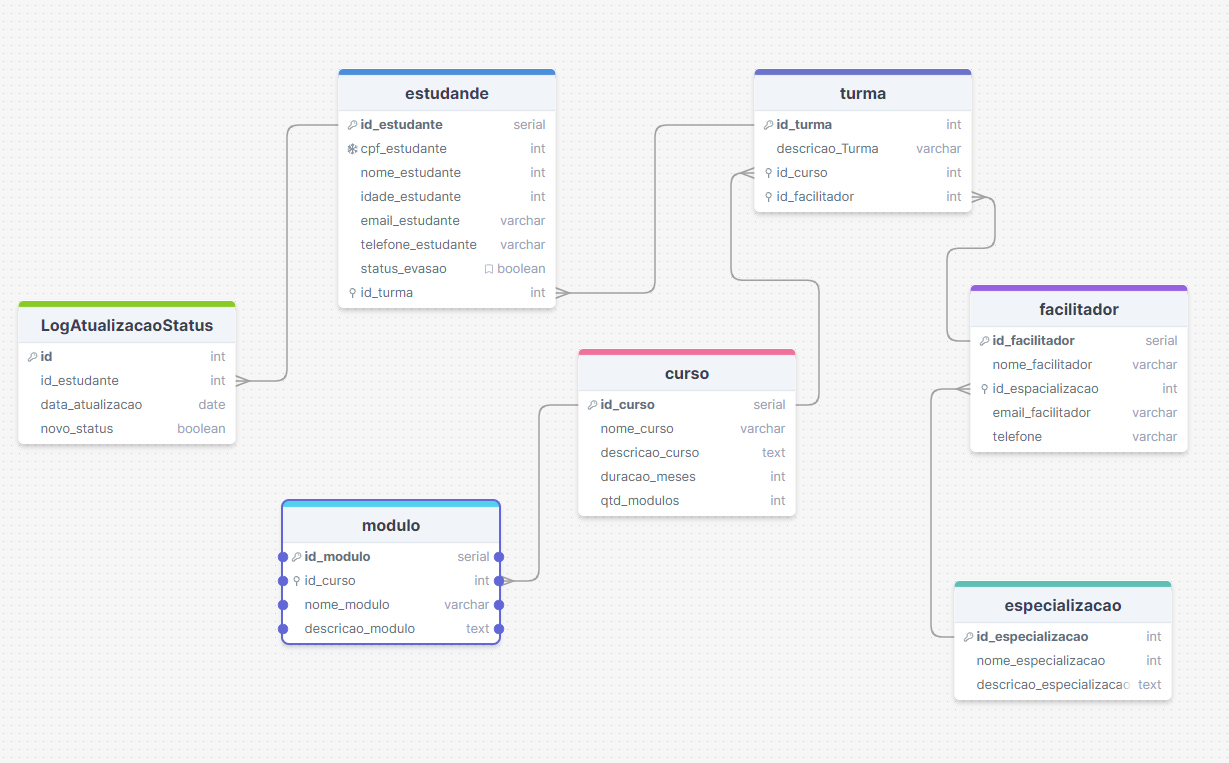 estudande
id_estudante serial
cpf_estudante int
nome_estudante int
idade_estudante int
email_estudante varchar
telefone_estudante varchar
status_evasao boolean
id_turma int
turma
id_turma int
descricao_Turma varchar
id_curso int
id_facilitador int
LogAtualizacaoStatus
id int
id_estudante int
data_atualizacao date
novo_status boolean
facilitador
id_facilitador serial
nome_facilitador varchar
id_espacializacao int
email_facilitador varchar
telefone varchar
curso
id_curso serial
nome_curso varchar
descricao_curso text
duracao_meses int
qtd_modulos int
modulo
id_modulo serial
id_curso int
nome_modulo varchar
descricao_modulo text
especializacao
id_especializacao int
nome_especializacao int
descricao_especializacao text